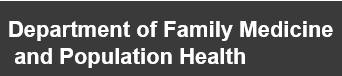 Department of Family Medicine
and Population Health